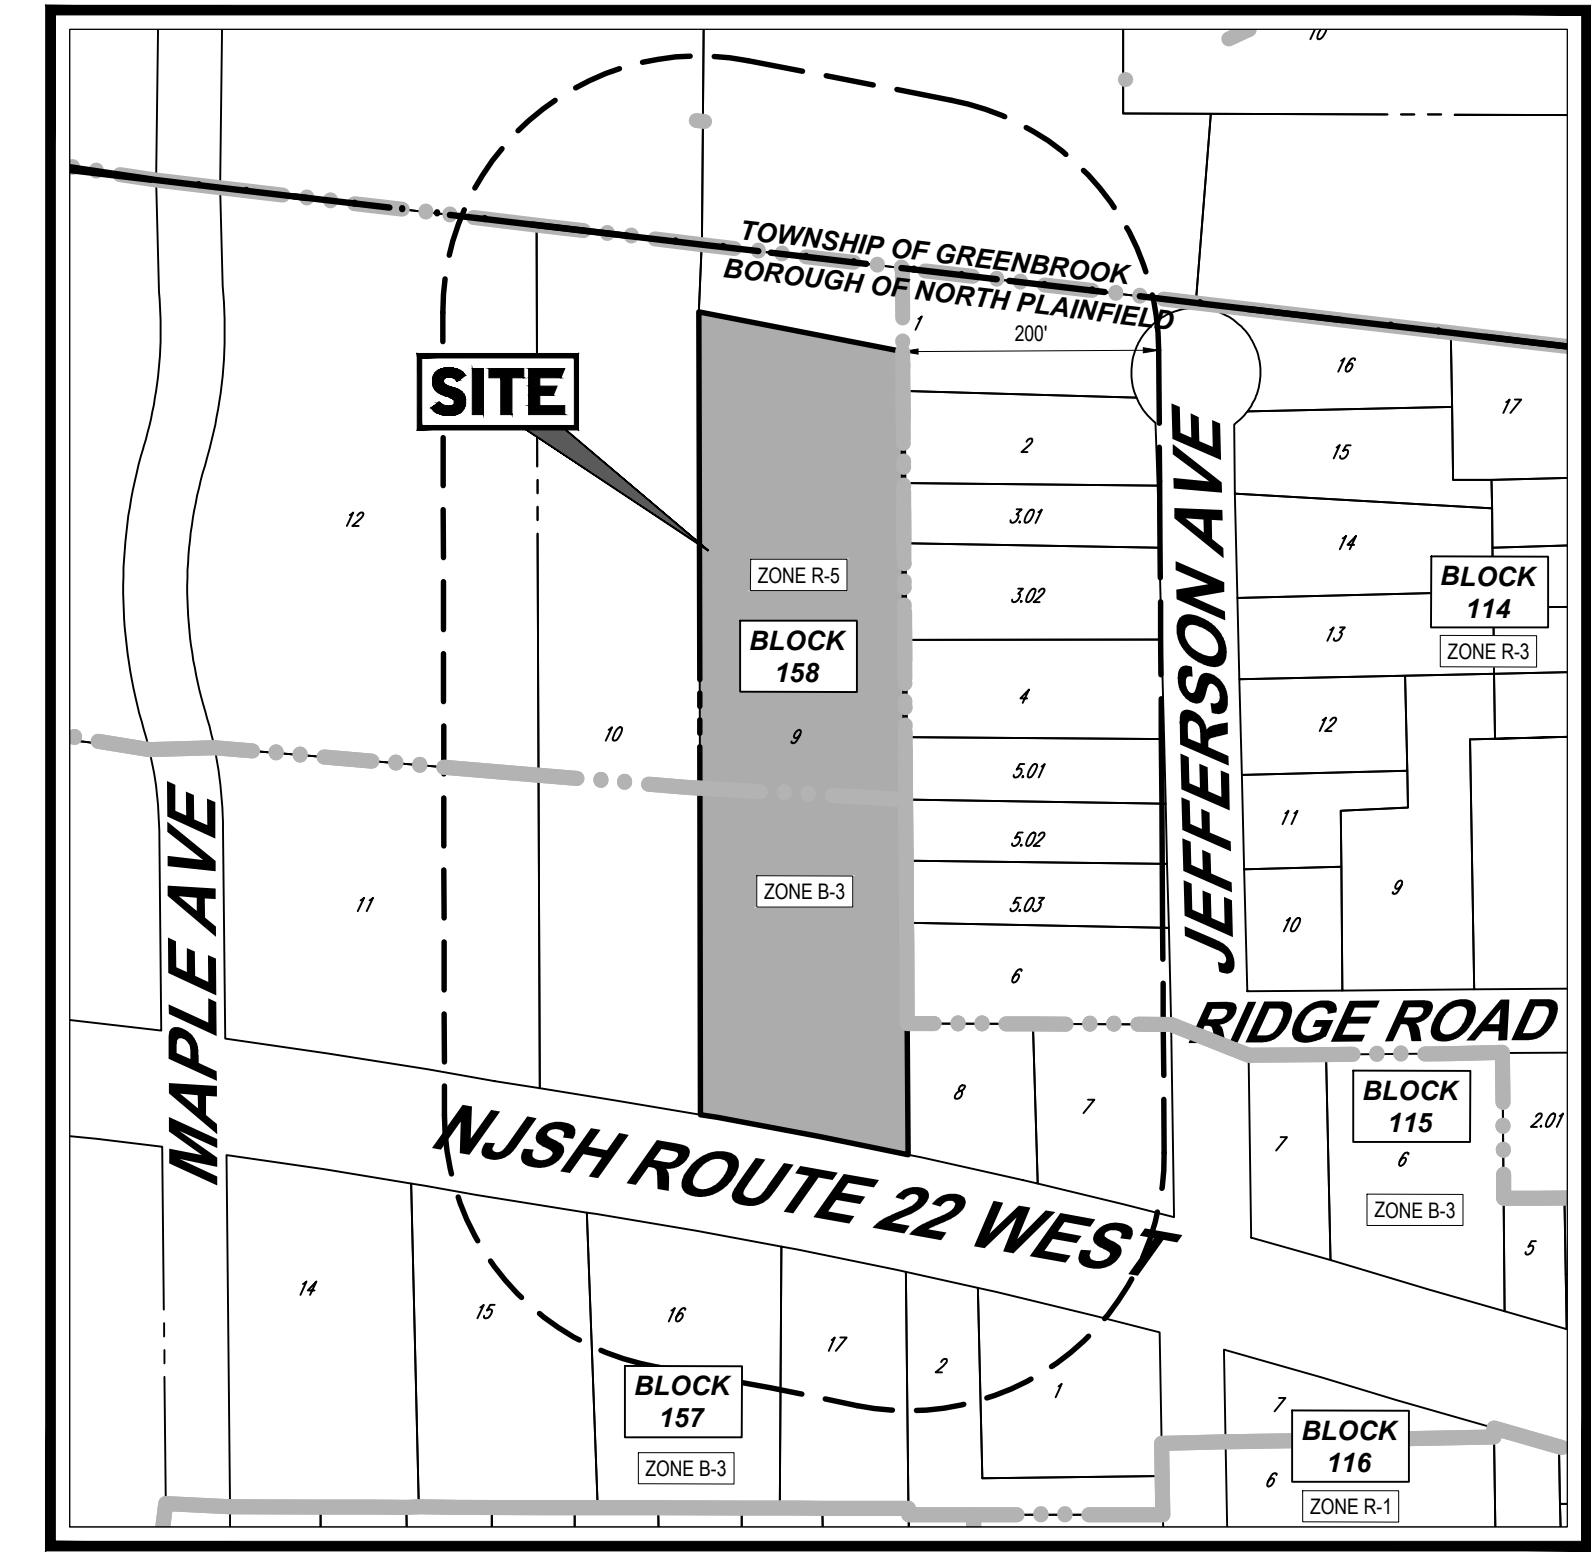 10
TOWNSHIP OF GREENBROOK
BOROUGH OF NORTH PLAINFIELD
1
200'
SITE
16
17
2
15
12
3.01
14
ZONE R-5
3.02
BLOCK
114
13
ZONE R-3
BLOCK
158
4
12
10
9
5.01
JEFFERSON AVE
11
5.02
9
ZONE B-3
11
5.03
10
MAPLE AVE
6
RIDGE ROAD
8
7
BLOCK
115
2.01
7
6
NJSH ROUTE 22 WEST
ZONE B-3
5
14
15
16
17
2
1
BLOCK
157
7
BLOCK
116
ZONE B-3
6
ZONE R-1